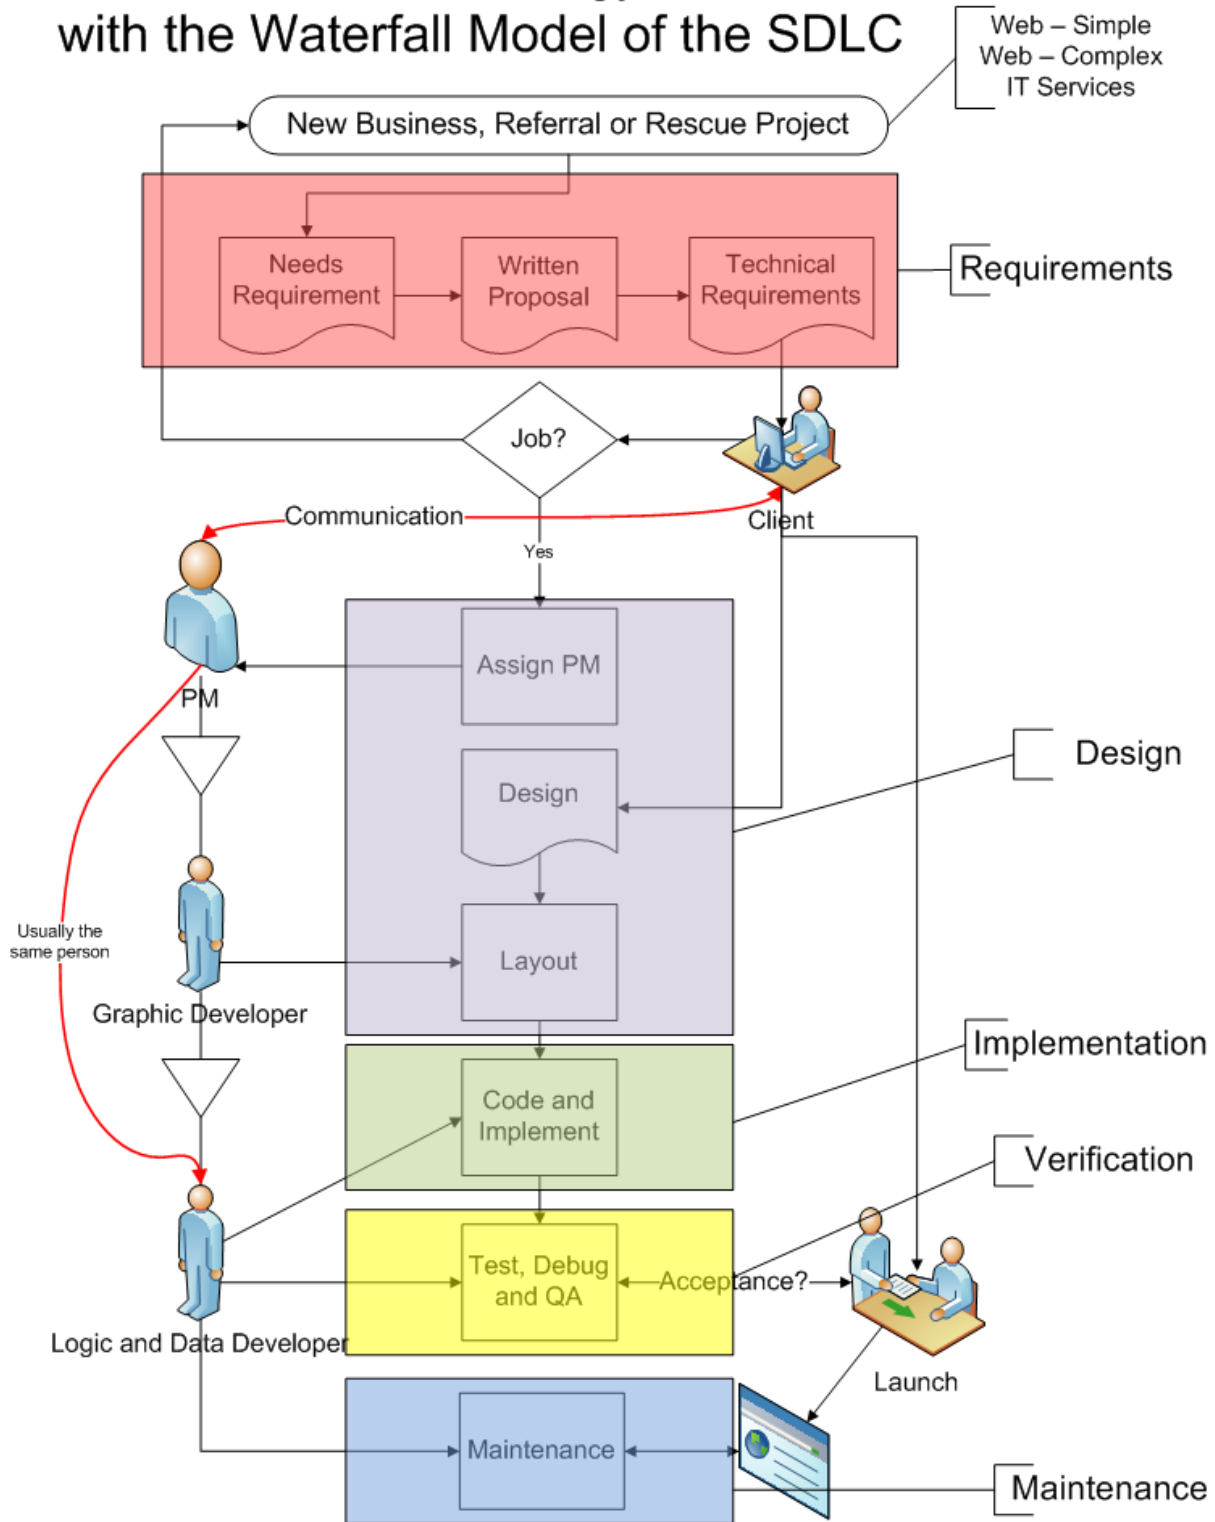 with the Waterfall Model of the SDLC
Web – Simple
Web – Complex
IT Services
New Business, Referral or Rescue Project
Needs
Requirement
Written
Proposal
Technical
Requirements
Requirements
Job?
Communication
Client
Yes
Assign PM
PM
Design
Design
Usually the
same person
Layout
Graphic Developer
Implementation
Code and
Implement
Verification
Test, Debug
and QA
Acceptance?
Logic and Data Developer
Launch
Maintenance
Maintenance